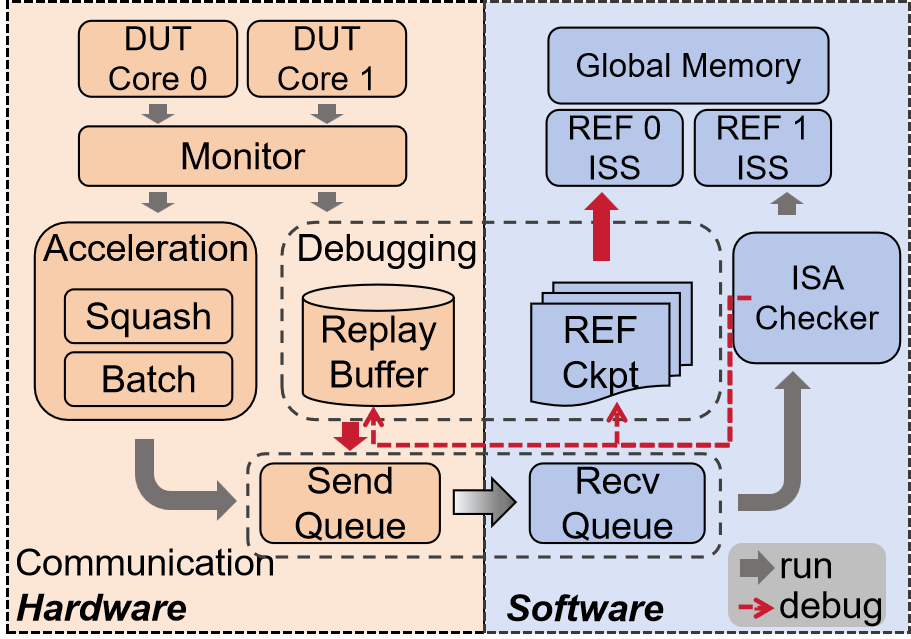 DUT
Core 0
DUT
Core 1
Monitor
Acceleration
Squash
Batch
Debugging
Replay
Buffer
Send
Queue
Communication
Hardware
Global Memory
REF 0
ISS
REF 1
ISS
ISA
Checker
REF
Ckpt
Recv
Queue
Software
run
debug